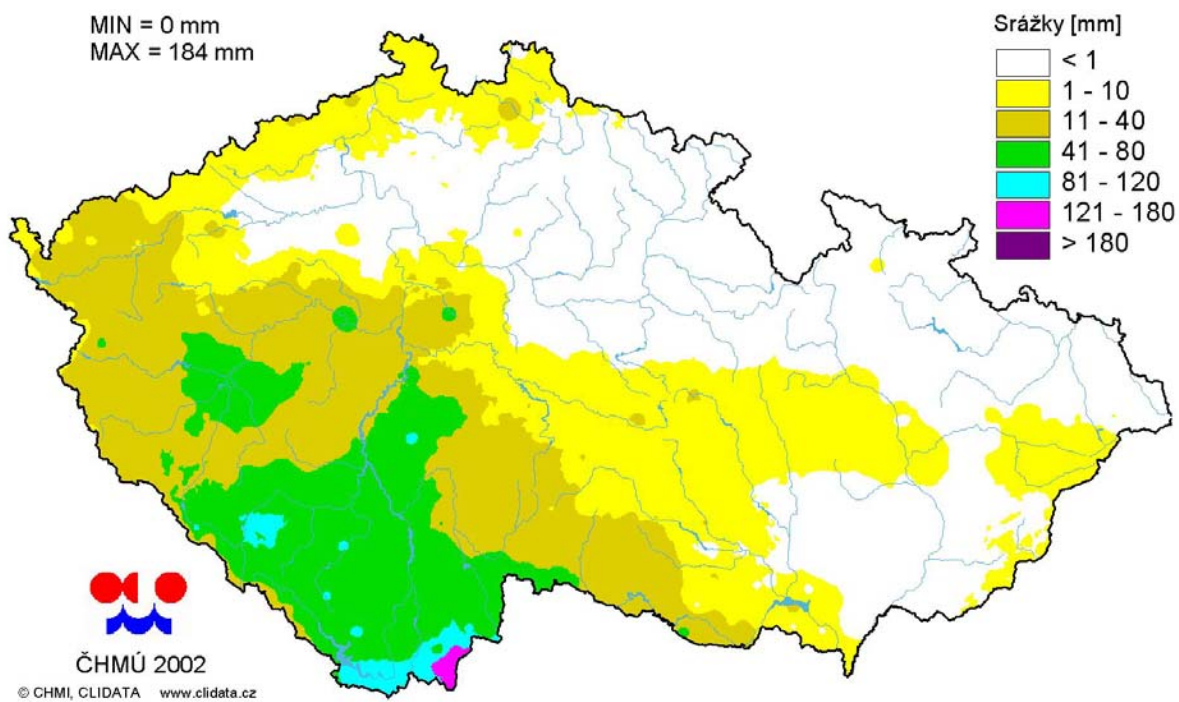 MIN = 0 mm
MAX = 184 mm
Srážky [mm]
< 1
1 - 10
11 - 40
41 - 80
81 - 120
121 - 180
> 180
ČHMÚ 2002
© CHMI, CLIDATA www.clidata.cz